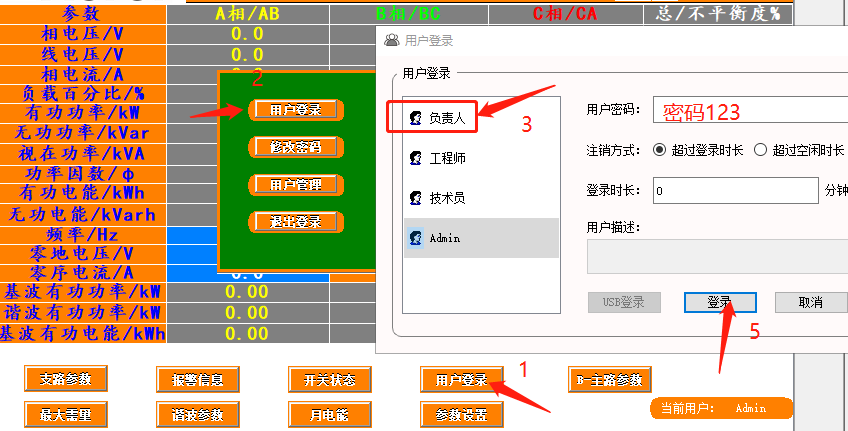 参数 A相/AB B相/BC C相/CA 总/不平衡度%
相电压/V 0.0
线电压/V 0.0
相电流/A
负载百分比/%
有功功率/kW
无功功率/kVar
视在功率/kVA
功率因数/φ
有功电能/kWh
无功电能/kVarh
频率/Hz
零地电压/V
零序电流/A 0.0
基波有功功率/kW 0.00
谐波有功功率/kW 0.00
基波有功电能/kWh 0.00
2
用户登录
修改密码
用户管理
退出登录
用户登录
用户登录
负责人
3
工程师
技术员
Admin
用户密码: 密码123
注销方式: 超过登录时长 超过空闲时长
登录时长: 0 分钟
用户描述:
USB登录 登录 取消
5
支路参数 报警信息 开关状态 用户登录 1 B-主路参数
最大需量 谐波参数 月电能 参数设置 当前用户: Admin